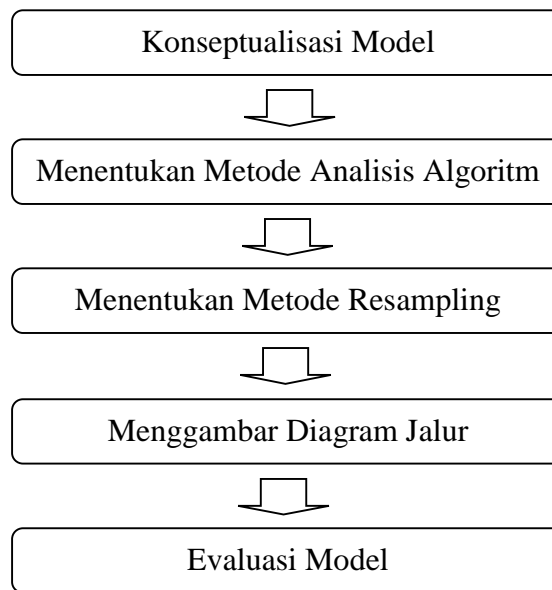 Konseptualisasi Model
Menentukan Metode Analisis Algoritm
Menentukan Metode Resampling
Menggambar Diagram Jalur
Evaluasi Model